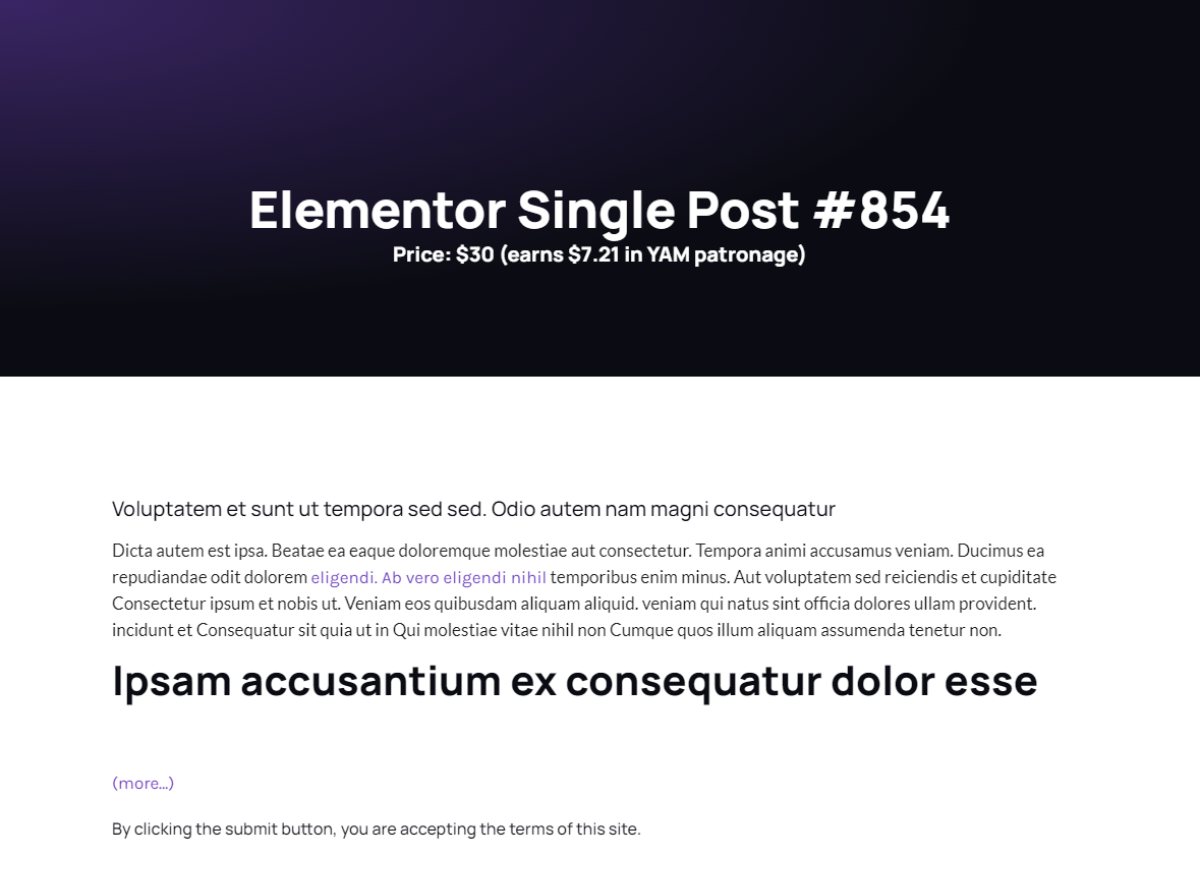 Elementor Single Post #854
Price: $30 (earns $7.21 in YAM patronage)
Voluptatem et sunt ut tempora sed sed. Odio autem nam magni consequatur
Dicta autem est ipsa. Beatae ea eaque doloremque molestiae aut consectetur. Tempora animi accusamus veniam. Ducimus ea
repudiandae odit dolorem eligendi. Ab vero eligendi nihil temporibus enim minus. Aut voluptatem sed reiciendis et cupiditate
Consectetur ipsum et nobis ut. Veniam eos quibusdam aliquam aliquid. veniam qui natus sint officia dolores ullam provident.
incidunt et Consequatur sit quia ut in Qui molestiae vitae nihil non Cumque quos illum aliquam assumenda tenetur non.
Ipsam accusantium ex consequatur dolor esse
(more…)
By clicking the submit button, you are accepting the terms of this site.